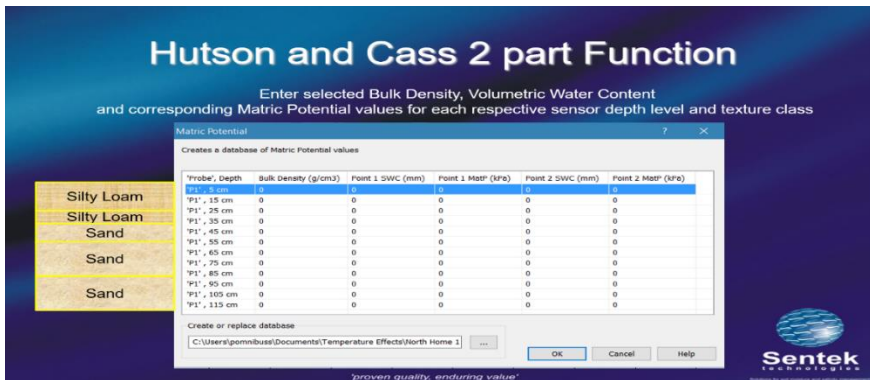 Hutson and Cass 2 part Function
Enter selected Bulk Density, Volumetric Water Content
and corresponding Matric Potential values for each respective sensor depth level and texture class
Matric Potential ? ×
Creates a database of Matric Potential values
'Probe', Depth Bulk Density (g/cm3) Point 1 SWC (mm) Point 1 MatP (kPa) Point 2 SWC (mm) Point 2 MatP (kPa)
'P1' , 5 cm 0 0 0 0 0
'P1' , 15 cm 0 0 0 0 0
'P1' , 25 cm 0 0 0 0 0
'P1' , 35 cm 0 0 0 0 0
'P1' , 45 cm 0 0 0 0 0
'P1' , 55 cm 0 0 0 0 0
'P1' , 65 cm 0 0 0 0 0
'P1' , 75 cm 0 0 0 0 0
'P1' , 85 cm 0 0 0 0 0
'P1' , 95 cm 0 0 0 0 0
'P1' , 105 cm 0 0 0 0 0
'P1' , 115 cm 0 0 0 0 0
Silty Loam
Silty Loam
Sand
Sand
Sand
Create or replace database
C:\Users\pomnibuss\Documents\Temperature Effects\North Home 1 ...
OK Cancel Help
Sentek
technologies
'proven quality, enduring value'